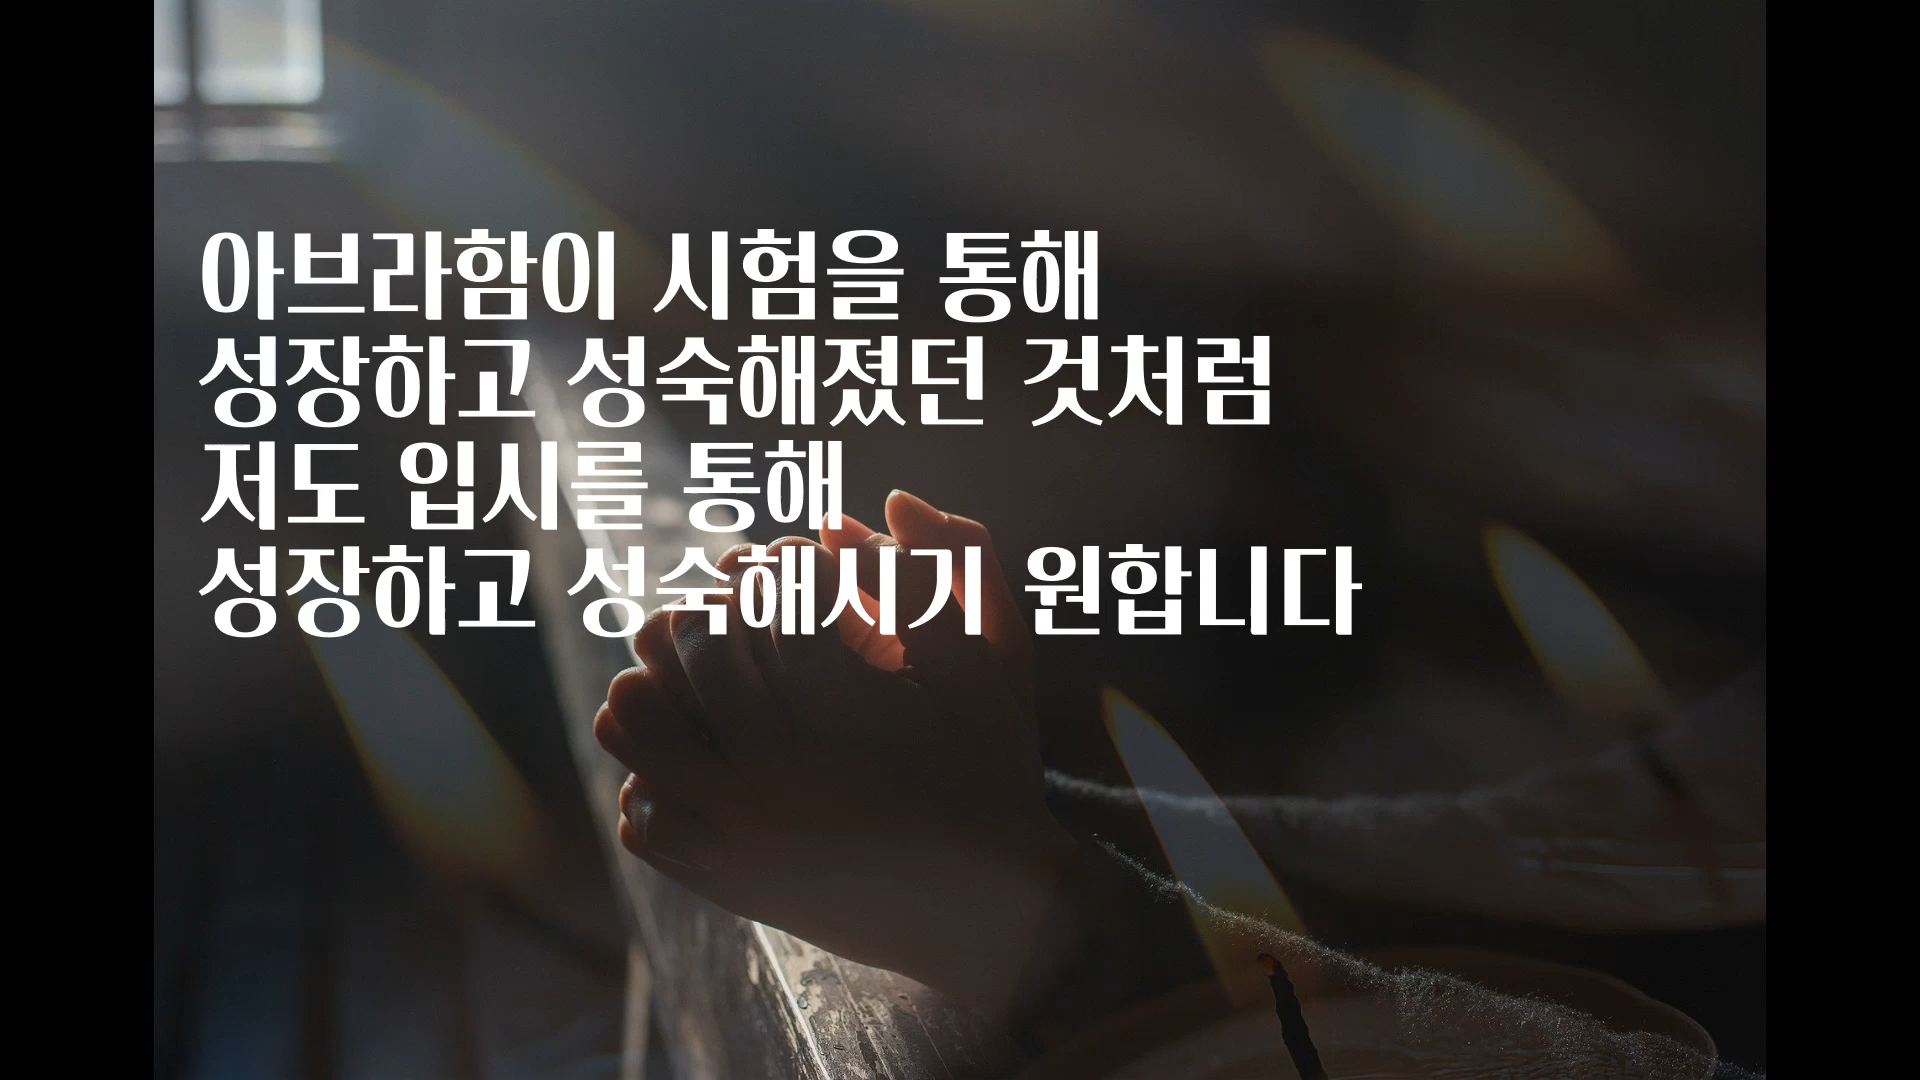 아브라함이 시험을 통해
성장하고 성숙해졌던 것처럼
저도 입시를 통해
성장하고 성숙해시기 원합니다